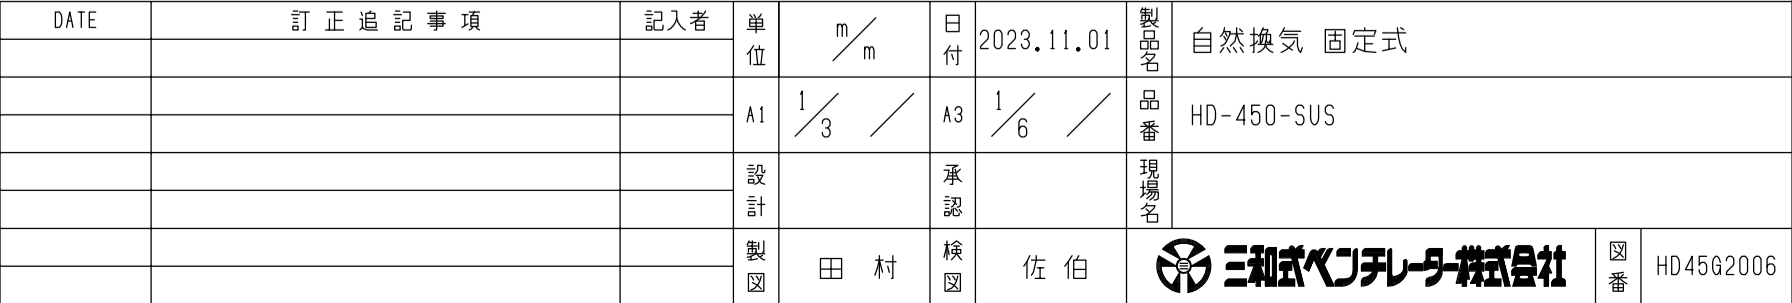 DATE 訂正追記事項 記入者 単位 m/m 日付 2023.11.01 製品名 自然換気 固定式
A1 1/3 / A3 1/6 / 品番 HD-450-SUS
設計 承認 現場名
製図 田村 検図 佐伯 三和式ベンチレーター株式会社 図番 HD45G2006